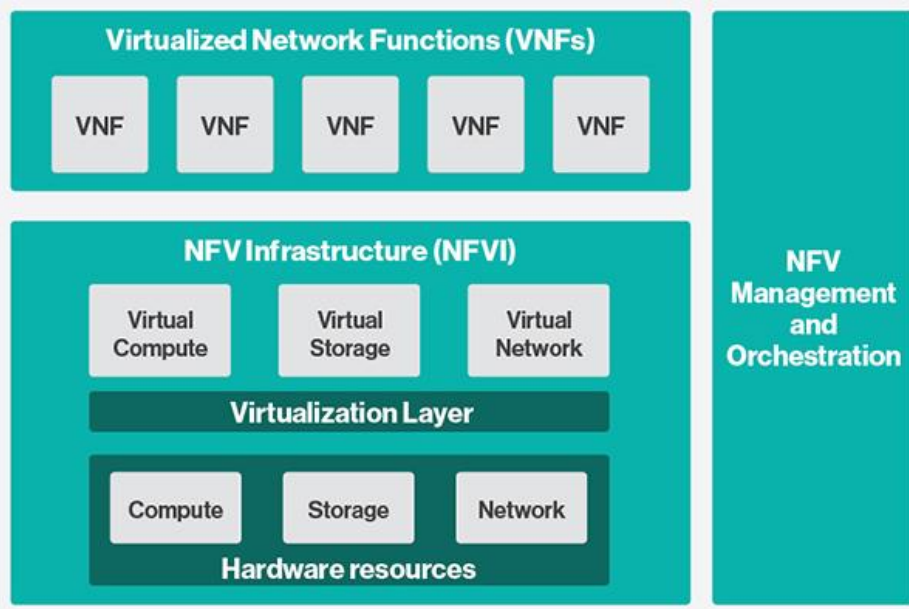 Virtualized Network Functions (VNFs)
VNF
VNF
VNF
VNF
VNF
NFV Infrastructure (NFVI)
Virtual
Compute
Virtual
Storage
Virtual
Network
Virtualization Layer
Compute
Storage
Network
Hardware resources
NFV
Management
and
Orchestration